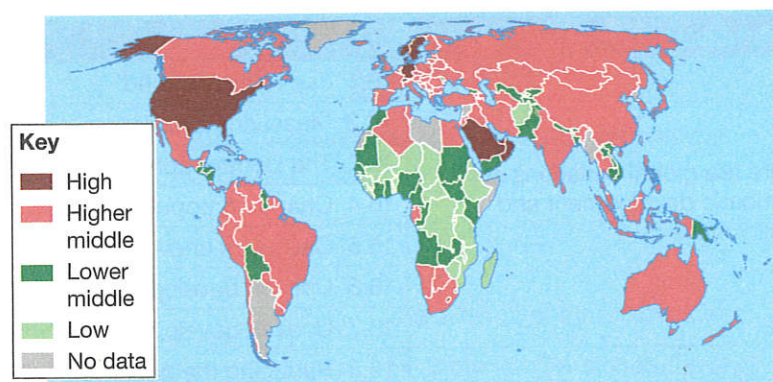 Key
High
Higher
middle
Lower
middle
Low
No data